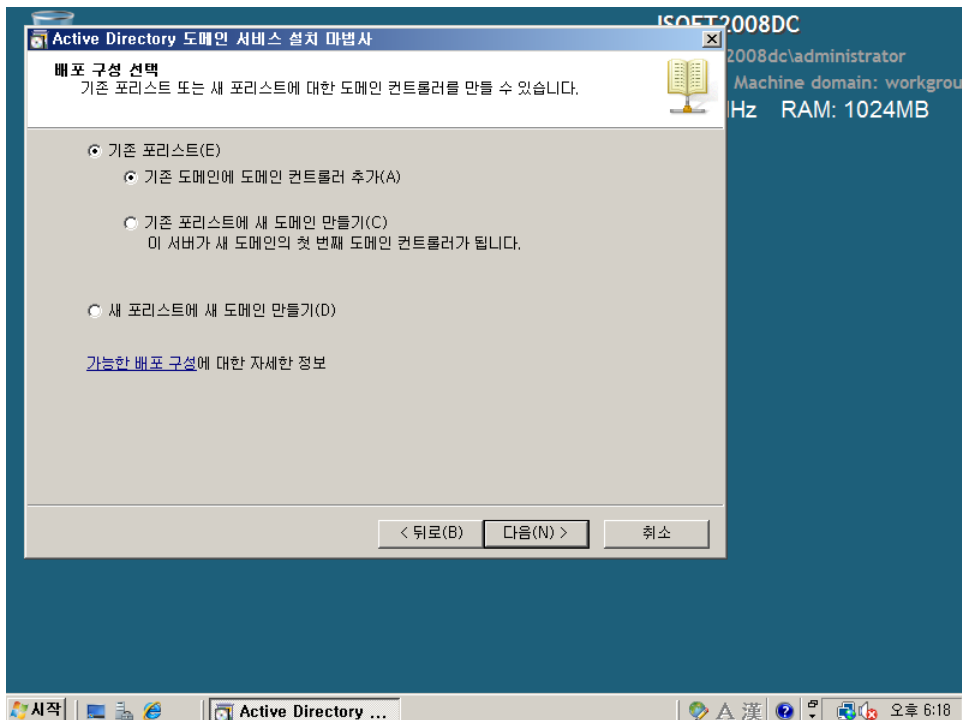 JSOFT2008DC
Active Directory 도메인 서비스 설치 마법사
2008dc\administrator
배포 구성 선택
기존 포리스트 또는 새 포리스트에 대한 도메인 컨트롤러를 만들 수 있습니다.
Machine domain: workgrou
Hz RAM: 1024MB
기존 포리스트(E)
기존 도메인에 도메인 컨트롤러 추가(A)
기존 포리스트에 새 도메인 만들기(C)
이 서버가 새 도메인의 첫 번째 도메인 컨트롤러가 됩니다.
새 포리스트에 새 도메인 만들기(D)
가능한 배포 구성에 대한 자세한 정보
< 뒤로(B)
다음(N) >
취소
시작
Active Directory ...
A 漢
오후 6:18